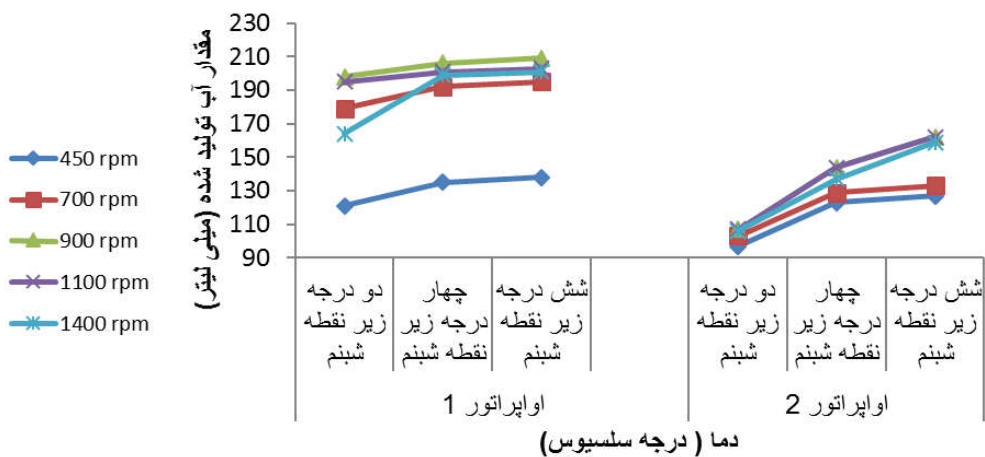 230
210
190
170
150
130
110
90
مقدار آب تولید شده (میلی لیتر)
450 rpm
700 rpm
900 rpm
1100 rpm
1400 rpm
دو درجه
زیر نقطه
شبنم
چهار
درجه زیر
نقطه شبنم
شش درجه
زیر نقطه
شبنم
دو درجه
زیر نقطه
شبنم
چهار
درجه زیر
نقطه شبنم
شش درجه
زیر نقطه
شبنم
اواپراتور 1
اواپراتور 2
دما ( درجه سلسیوس)